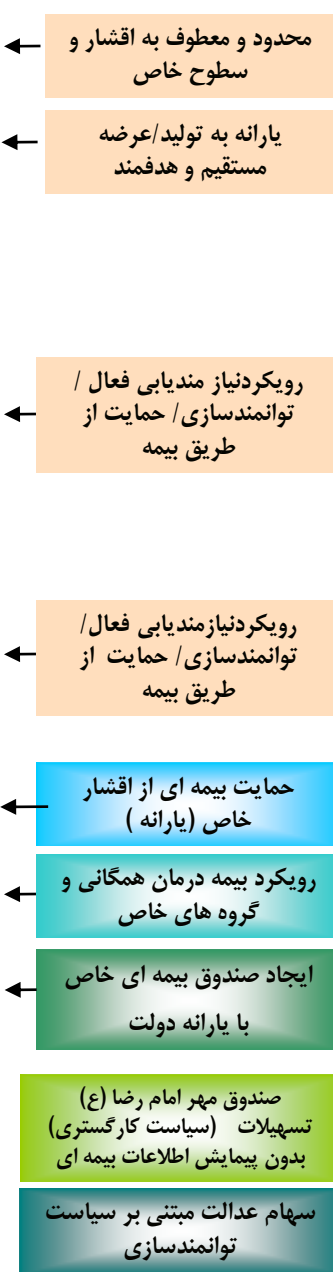 محدود و معطوف به اقشار و
سطوح خاص
یارانه به تولید/عرضه
مستقیم و هدفمند
رویکردنیاز مندیابی فعال /
توانمندسازی/ حمایت از
طریق بیمه
رویکردنیازمندیابی فعال/
توانمندسازی/ حمایت از
طریق بیمه
حمایت بیمه ای از اقشار
خاص (یارانه )
رویکرد بیمه درمان همگانی و
گروه های خاص
ایجاد صندوق بیمه ای خاص
با یارانه دولت
صندوق مهر امام رضا (ع)
تسهیلات (سیاست کارگستری)
بدون پیمایش اطلاعات بیمه ای
سهام عدالت مبتنی بر سیاست
توانمندسازی